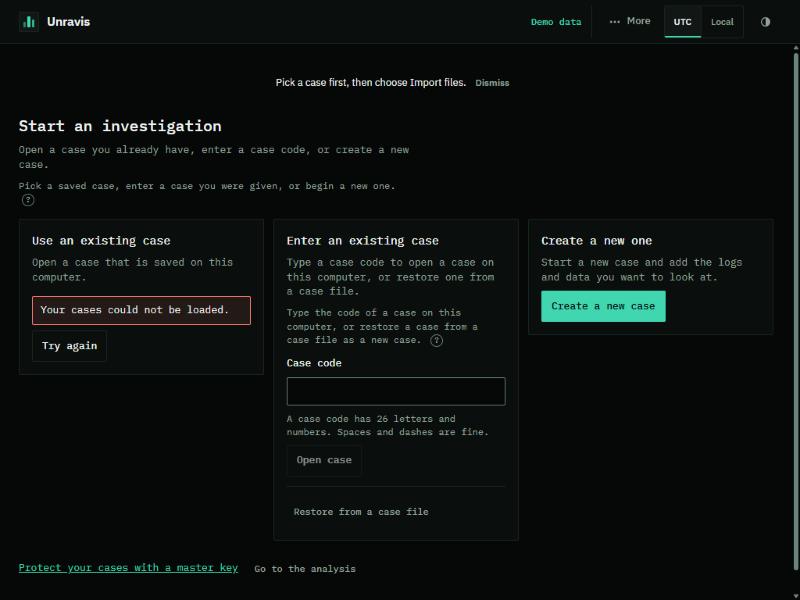 Unravis
Demo data
••• More
UTC
Local
Pick a case first, then choose Import files. Dismiss
Start an investigation
Open a case you already have, enter a case code, or create a new
case.
Pick a saved case, enter a case you were given, or begin a new one.
?
Use an existing case
Open a case that is saved on this
computer.
Your cases could not be loaded.
Try again
Enter an existing case
Type a case code to open a case on
this computer, or restore one from
a case file.
Type the code of a case on this
computer, or restore a case from a
case file as a new case. ?
Case code
A case code has 26 letters and
numbers. Spaces and dashes are fine.
Open case
Restore from a case file
Create a new one
Start a new case and add the logs
and data you want to look at.
Create a new case
Protect your cases with a master key
Go to the analysis